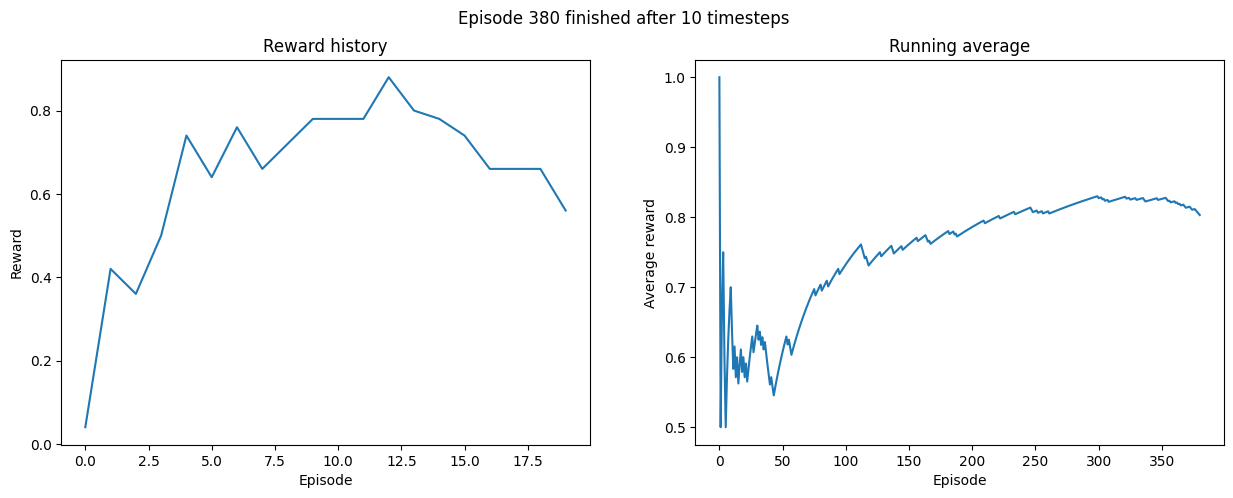 Episode 380 finished after 10 timesteps
Reward history
Running average
Reward
0.8
0.6
0.4
0.2
0.0
0.0 2.5 5.0 7.5 10.0 12.5 15.0 17.5
Episode
Average reward
1.0
0.9
0.8
0.7
0.6
0.5
0 50 100 150 200 250 300 350
Episode